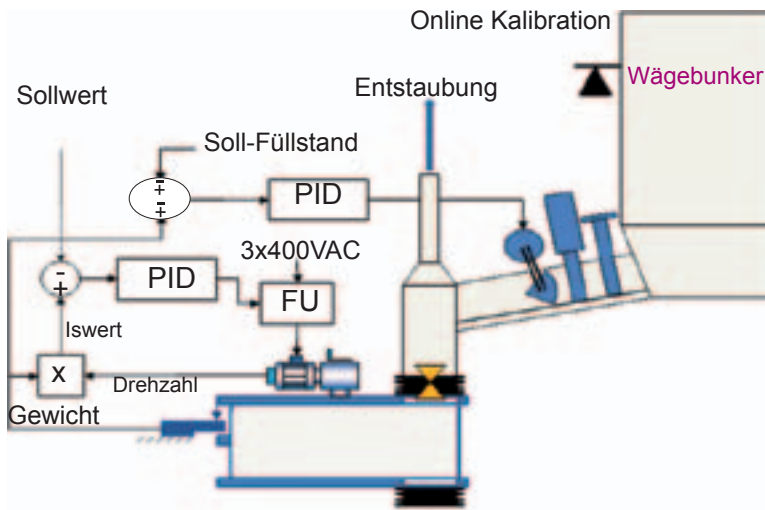 Online Kalibration
Wägebunker
Sollwert
Entstaubung
Soll-Füllstand
-
+
-
+
PID
3x400VAC
-
+
PID
FU
Iswert
x
Drehzahl
Gewicht